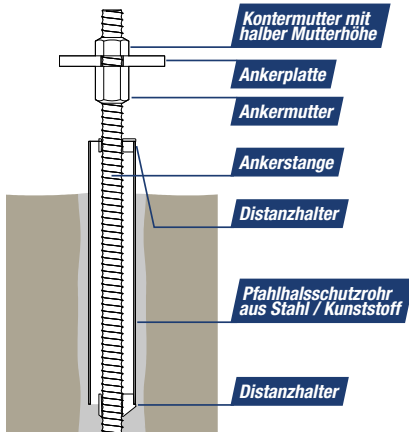 Kontermutter mit
halber Mutterhöhe
Ankerplatte
Ankermutter
Ankerstange
Distanzhalter
Pfahlhalsschutzrohr
aus Stahl / Kunststoff
Distanzhalter